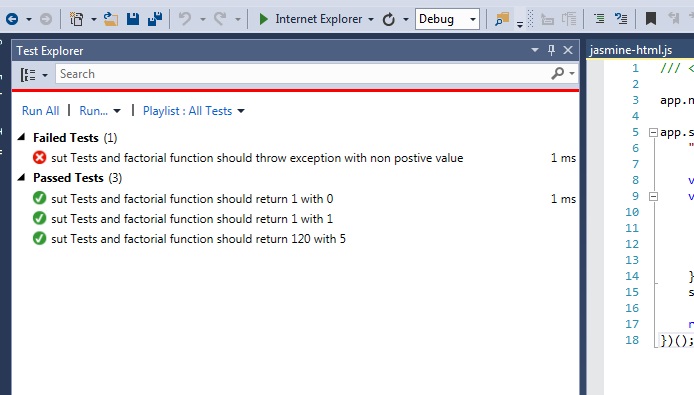 Internet Explorer
Debug
Test Explorer
jasmine-html.js
Search
Run All | Run... | Playlist : All Tests
Failed Tests (1)
sut Tests and factorial function should throw exception with non postive value 1 ms
Passed Tests (3)
sut Tests and factorial function should return 1 with 0 1 ms
sut Tests and factorial function should return 1 with 1
sut Tests and factorial function should return 120 with 5
1 /// <
2
3 app.
4
5 app.s
6 "
7
8 v
9 v
10
11
12
13
14 }
15 s
16
17
18 })();